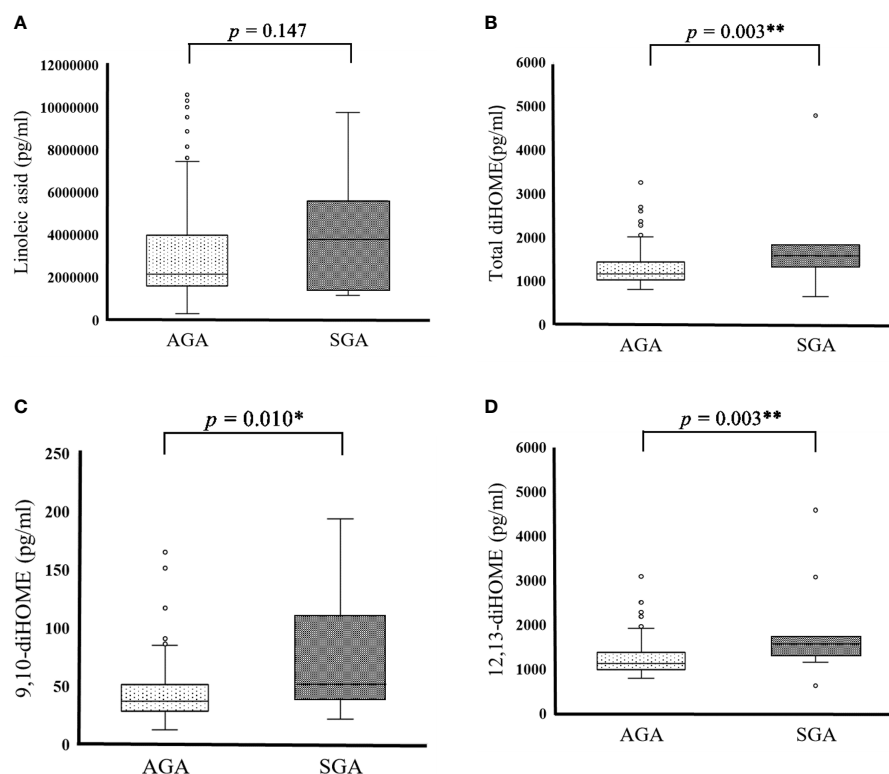 A
p = 0.147
Linoleic asid (pg/ml)
12000000
10000000
8000000
6000000
4000000
2000000
0
AGA
SGA
B
p = 0.003**
Total diHOME(pg/ml)
6000
5000
4000
3000
2000
1000
0
AGA
SGA
C
p = 0.010*
9,10-diHOME (pg/ml)
250
200
150
100
50
0
AGA
SGA
D
p = 0.003**
12,13-diHOME (pg/ml)
6000
5000
4000
3000
2000
1000
0
AGA
SGA